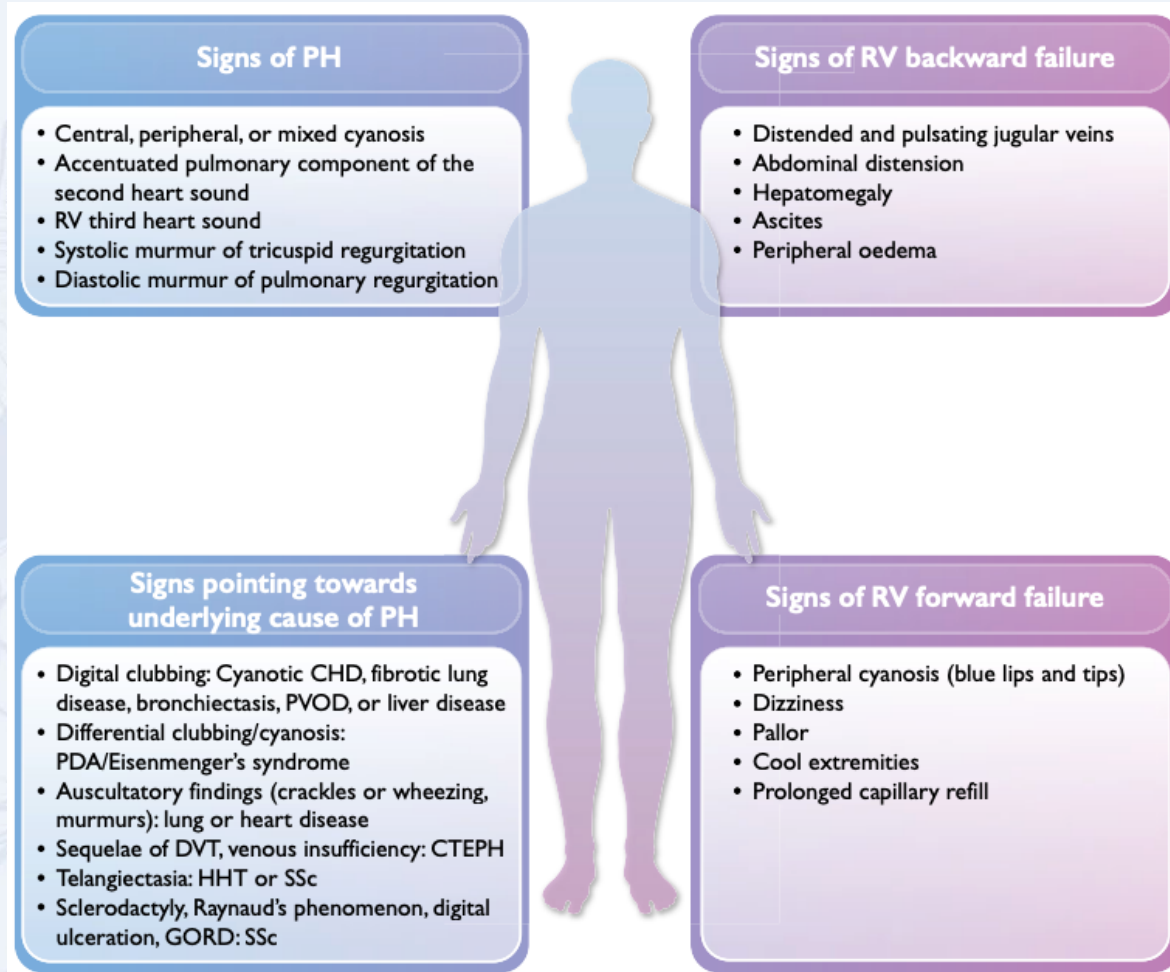 Signs of PH
• Central, peripheral, or mixed cyanosis
• Accentuated pulmonary component of the
second heart sound
• RV third heart sound
• Systolic murmur of tricuspid regurgitation
• Diastolic murmur of pulmonary regurgitation
Signs of RV backward failure
• Distended and pulsating jugular veins
• Abdominal distension
• Hepatomegaly
• Ascites
• Peripheral oedema
Signs pointing towards
underlying cause of PH
• Digital clubbing: Cyanotic CHD, fibrotic lung
disease, bronchiectasis, PVOD, or liver disease
• Differential clubbing/cyanosis:
PDA/Eisenmenger’s syndrome
• Auscultatory findings (crackles or wheezing,
murmurs): lung or heart disease
• Sequelae of DVT, venous insufficiency: CTEPH
• Telangiectasia: HHT or SSc
• Sclerodactyly, Raynaud’s phenomenon, digital
ulceration, GORD: SSc
Signs of RV forward failure
• Peripheral cyanosis (blue lips and tips)
• Dizziness
• Pallor
• Cool extremities
• Prolonged capillary refill